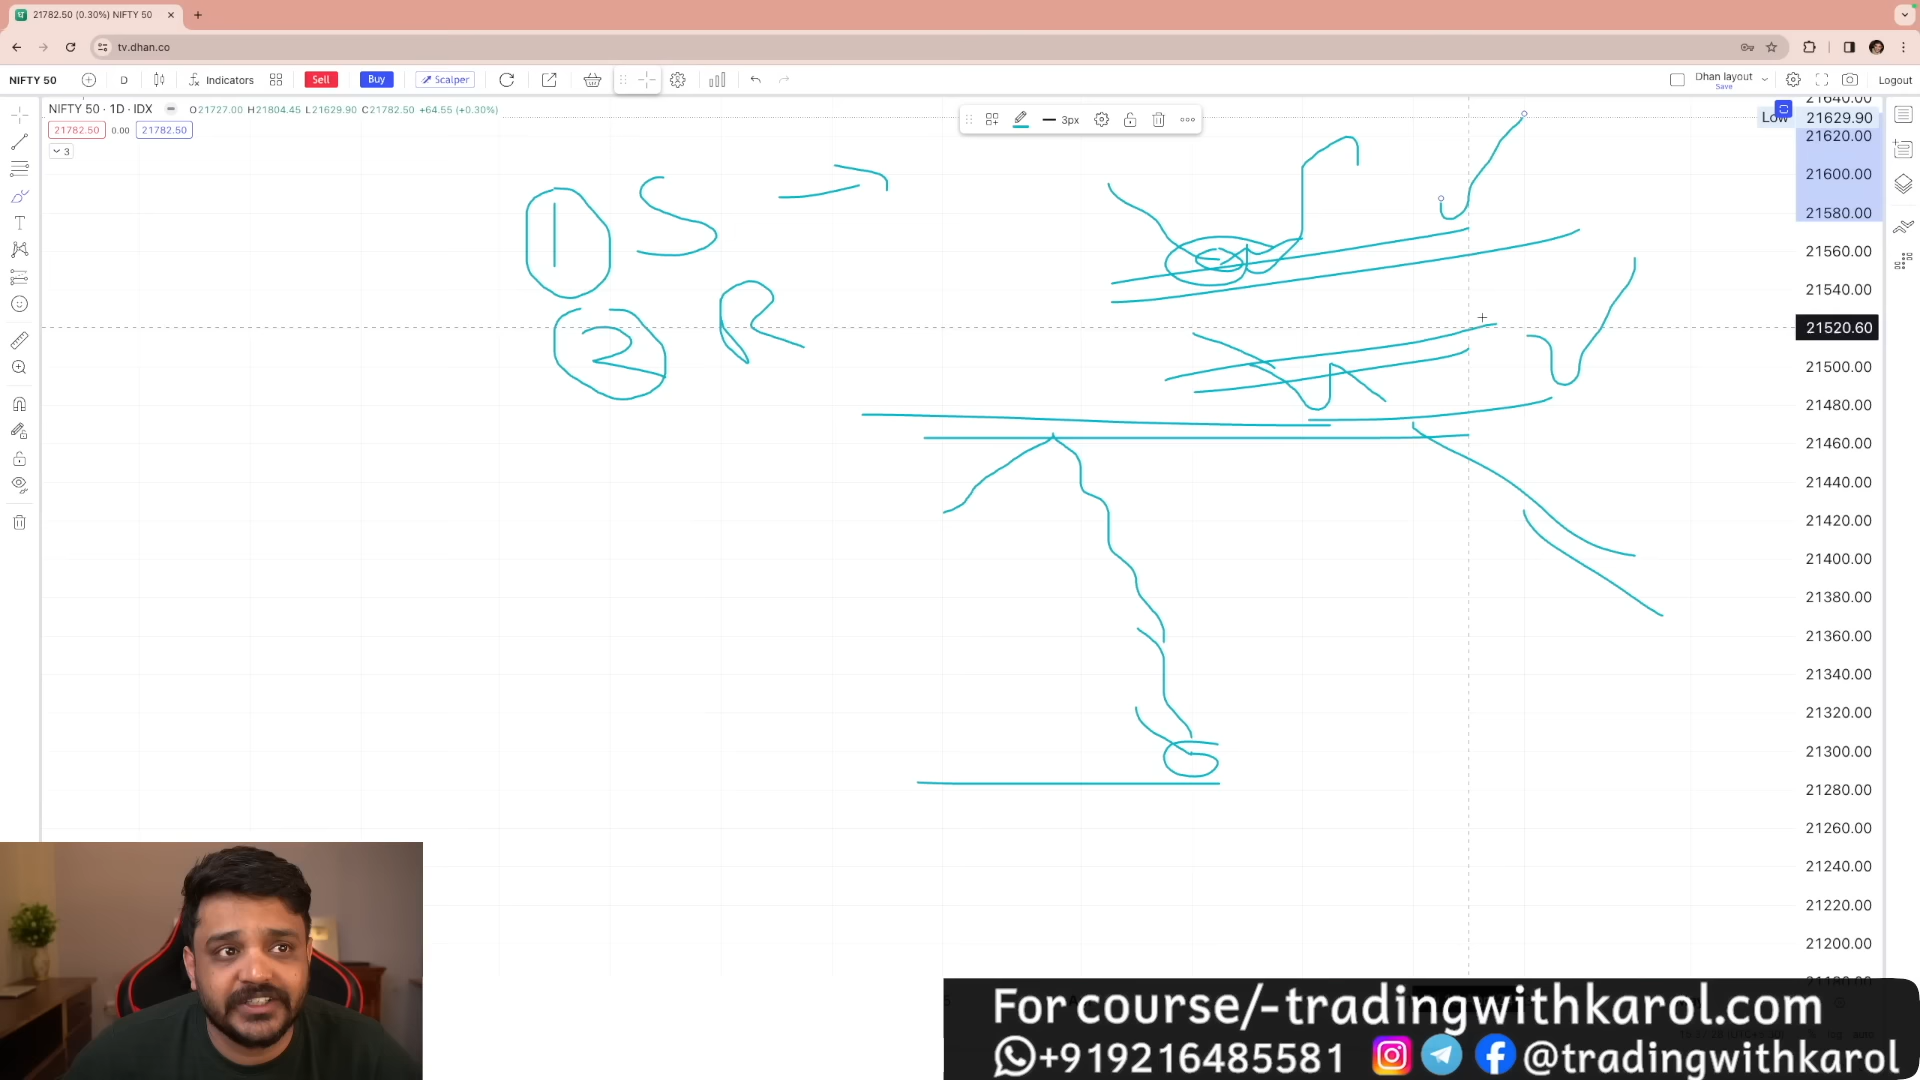 21782.50 (0.30%) NIFTY 50
tv.dhan.co
NIFTY 50
D
Indicators
Sell
Buy
Scalper
Dhan layout
Save
Logout
NIFTY 50 · 1D · IDX
O21727.00 H21804.45 L21629.90 C21782.50 +64.55 (+0.30%)
21782.50 0.00 21782.50
3
3px
1 S
2 R
21640.00
Low 21629.90
21620.00
21600.00
21580.00
21560.00
21540.00
21520.60
21500.00
21480.00
21460.00
21440.00
21420.00
21400.00
21380.00
21360.00
21340.00
21320.00
21300.00
21280.00
21260.00
21240.00
21220.00
21200.00
For course/-tradingwithkarol.com
+919216485581 @tradingwithkarol